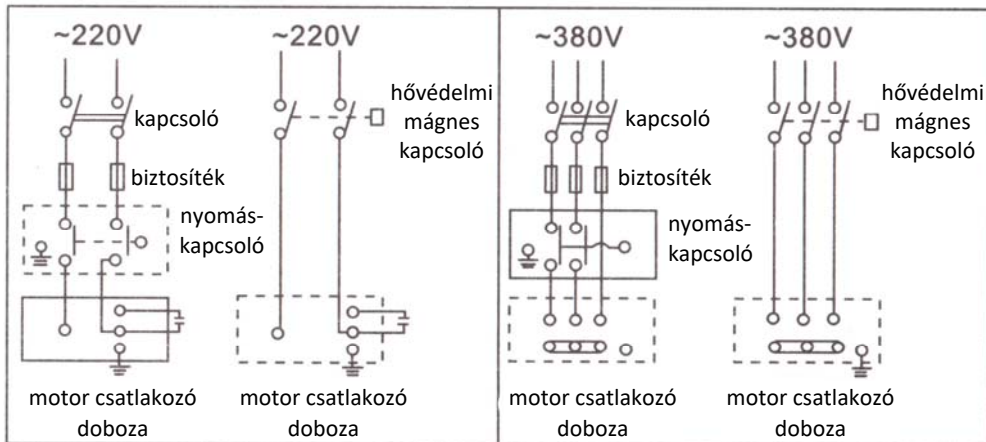 ~220V
~220V
kapcsoló
hővédelmi
mágnes
kapcsoló
biztosíték
nyomás-
kapcsoló
motor csatlakozó
doboza
motor csatlakozó
doboza
~380V
~380V
kapcsoló
hővédelmi
mágnes
kapcsoló
biztosíték
nyomás-
kapcsoló
motor csatlakozó
doboza
motor csatlakozó
doboza